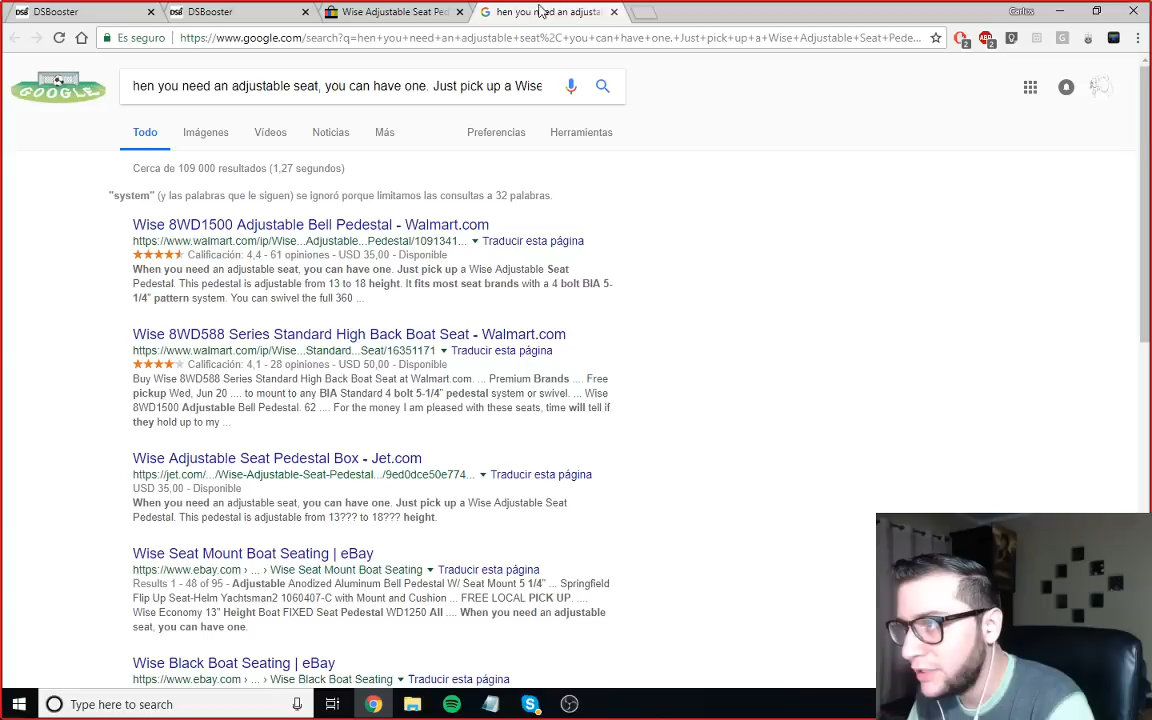 DSB DSBooster × DSB DSBooster × Wise Adjustable Seat Ped × G hen you need an adjusta × Carlos
Es seguro https://www.google.com/search?q=hen+you+need+an+adjustable+seat%2C+you+can+have+one.+Just+pick+up+a+Wise+Adjustable+Seat+Pede... 2 2
GOOGLE
hen you need an adjustable seat, you can have one. Just pick up a Wise
Todo Imágenes Vídeos Noticias Más Preferencias Herramientas
Cerca de 109 000 resultados (1,27 segundos)
"system" (y las palabras que le siguen) se ignoró porque limitamos las consultas a 32 palabras.
Wise 8WD1500 Adjustable Bell Pedestal - Walmart.com
https://www.walmart.com/ip/Wise...Adjustable...Pedestal/1091341... ▼ Traducir esta página
Calificación: 4,4 - 61 opiniones - USD 35,00 - Disponible
When you need an adjustable seat, you can have one. Just pick up a Wise Adjustable Seat
Pedestal. This pedestal is adjustable from 13 to 18 height. It fits most seat brands with a 4 bolt BIA 5-
1/4" pattern system. You can swivel the full 360 ...
Wise 8WD588 Series Standard High Back Boat Seat - Walmart.com
https://www.walmart.com/ip/Wise...Standard...Seat/16351171 ▼ Traducir esta página
Calificación: 4,1 - 28 opiniones - USD 50,00 - Disponible
Buy Wise 8WD588 Series Standard High Back Boat Seat at Walmart.com. ... Premium Brands .... Free
pickup Wed, Jun 20 .... to mount to any BIA Standard 4 bolt 5-1/4" pedestal system or swivel. ... Wise
8WD1500 Adjustable Bell Pedestal. 62 .... For the money I am pleased with these seats, time will tell if
they hold up to my ...
Wise Adjustable Seat Pedestal Box - Jet.com
https://jet.com/.../Wise-Adjustable-Seat-Pedestal.../9ed0dce50e774... ▼ Traducir esta página
USD 35,00 - Disponible
When you need an adjustable seat, you can have one. Just pick up a Wise Adjustable Seat
Pedestal. This pedestal is adjustable from 13??? to 18??? height.
Wise Seat Mount Boat Seating | eBay
https://www.ebay.com › ... › Wise Boat Seat Mount Seating ▼ Traducir esta página
Results 1 - 48 of 95 - Adjustable Anodized Aluminum Bell Pedestal W/ Seat Mount 5 1/4" ... Springfield
Flip Up Seat-Helm Yachtsman2 1060407-C with Mount and Cushion ... FREE LOCAL PICK UP. ...
Wise Economy 13" Height Boat FIXED Seat Pedestal WD1250 All .... When you need an adjustable
seat, you can have one.
Wise Black Boat Seating | eBay
https://www.ebay.com › ... › Wise Black Boat Seating ▼ Traducir esta página
Type here to search